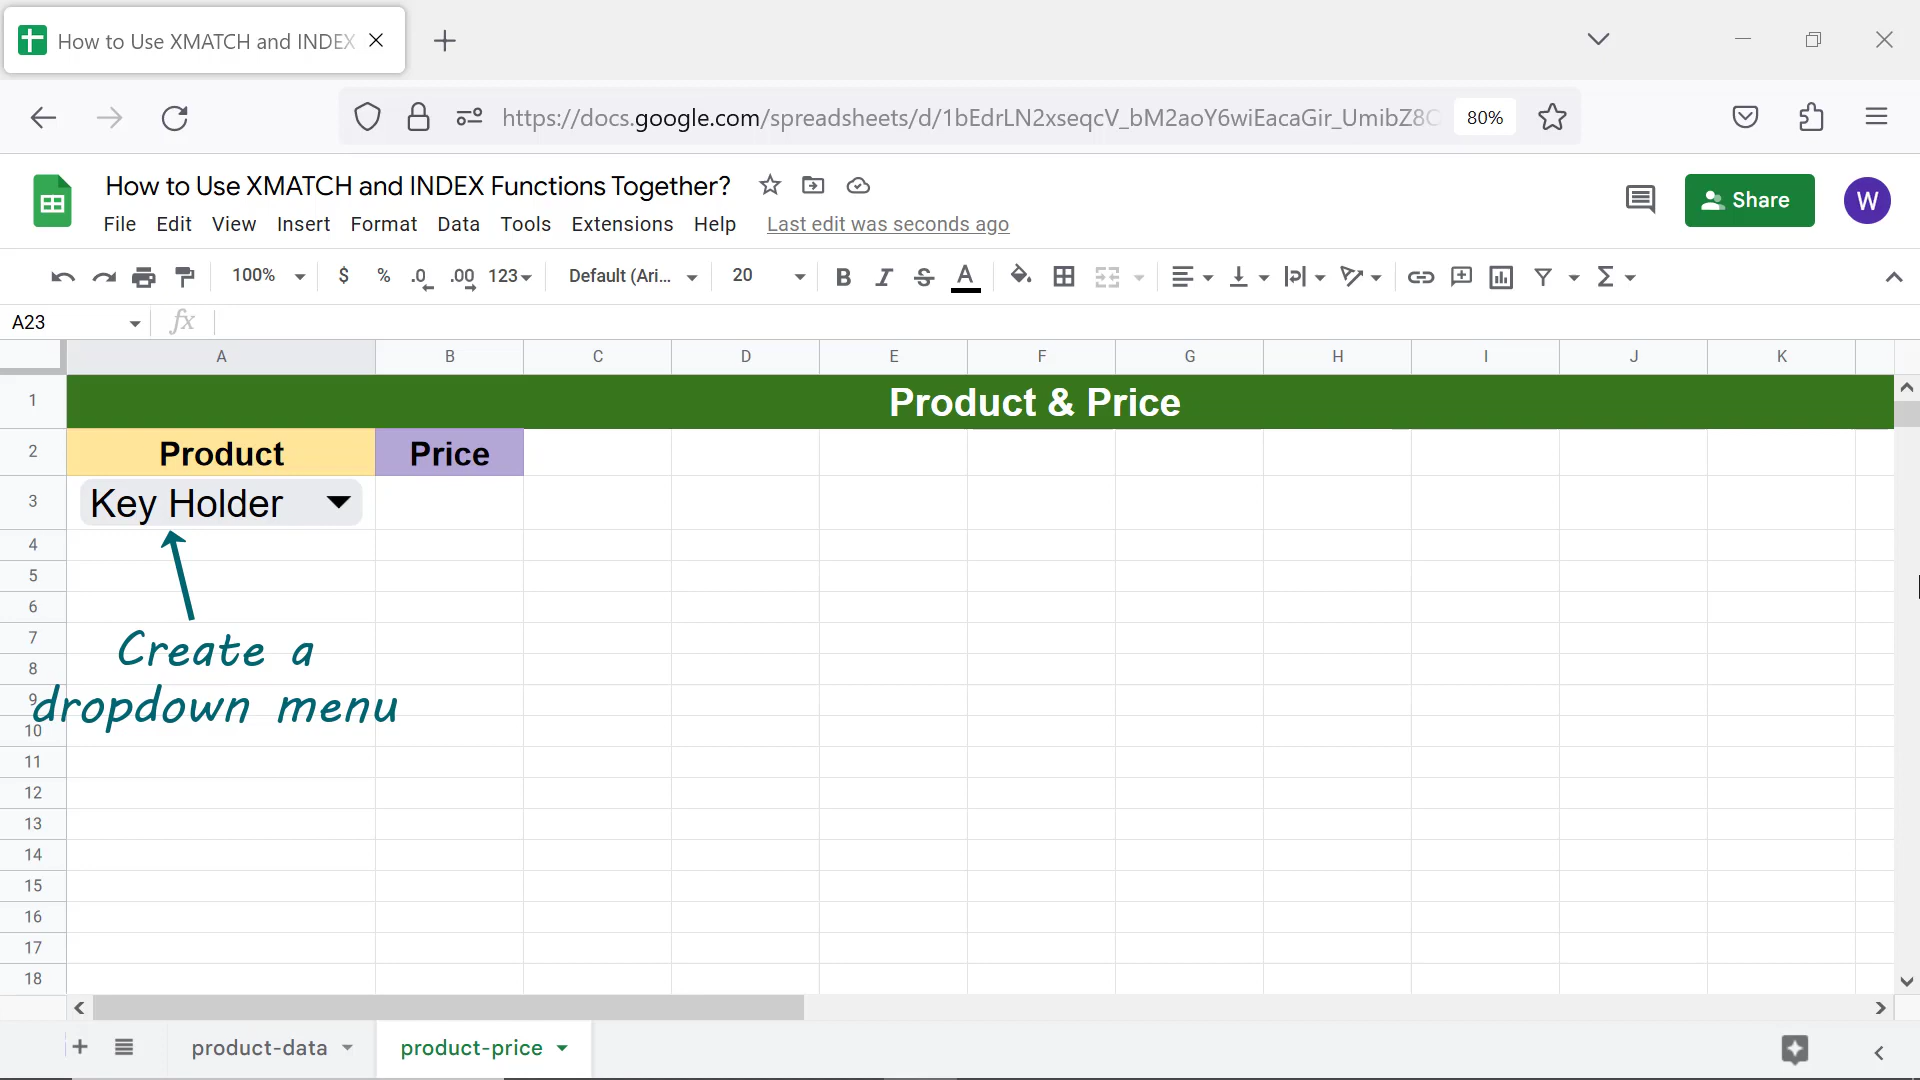 How to Use XMATCH and INDEX
https://docs.google.com/spreadsheets/d/1bEdrLN2xseqcV_bM2aoY6wiEacaGir_UmibZ8C
80%
How to Use XMATCH and INDEX Functions Together?
File Edit View Insert Format Data Tools Extensions Help Last edit was seconds ago
Share
W
100% $ % .0 .00 123 Default (Ari... 20 B I S A
A23 fx
A B C D E F G H I J K
1 Product & Price
2 Product Price
3 Key Holder
4
5
6
7
Create a
8
9
dropdown menu
10
11
12
13
14
15
16
17
18
product-data product-price